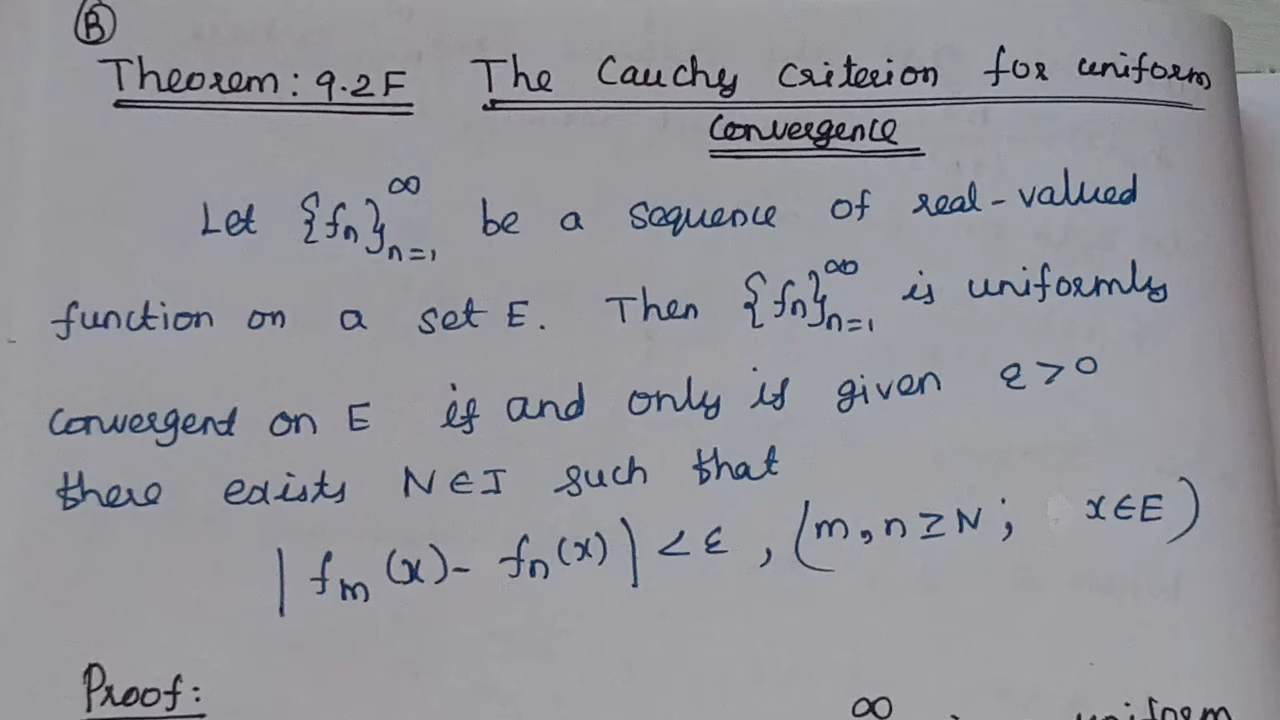 B
Theorem: 9.2F The Cauchy Criterion for uniform
Convergence
Let {fn}∞n=1 be a sequence of real-valued
function on a set E. Then {fn}∞n=1 is uniformly
Convergent on E if and only if given ε>0
there exists N∈I such that
|fm(x)- fn(x)| <ε, (m,n≥N; x∈E)
Proof:
∞ uniform